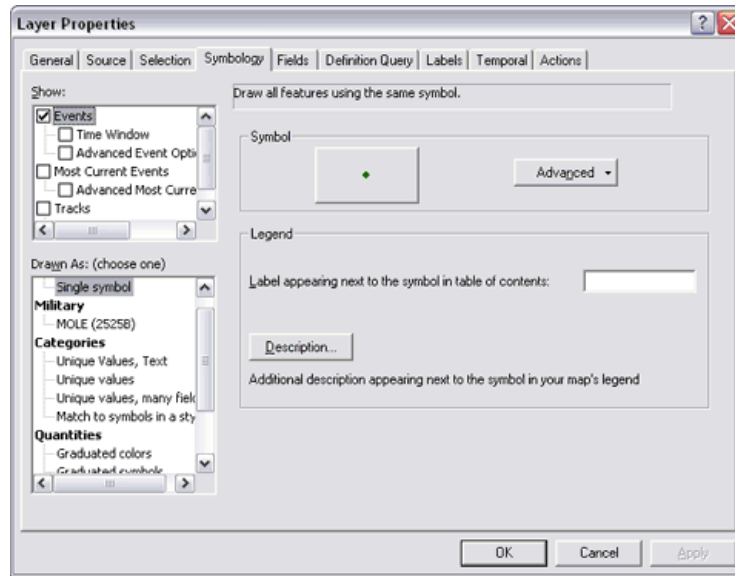 Layer Properties
General Source Selection Symbology Fields Definition Query Labels Temporal Actions
Show:
Events
Time Window
Advanced Event Opti
Most Current Events
Advanced Most Curre
Tracks
Drawn As: (choose one)
Single symbol
Military
MOLE (2525B)
Categories
Unique Values, Text
Unique values
Unique values, many field
Match to symbols in a sty
Quantities
Graduated colors
Graduated symbols
Draw all features using the same symbol.
Symbol
Advanced
Legend
Label appearing next to the symbol in table of contents:
Description...
Additional description appearing next to the symbol in your map's legend
OK Cancel Apply